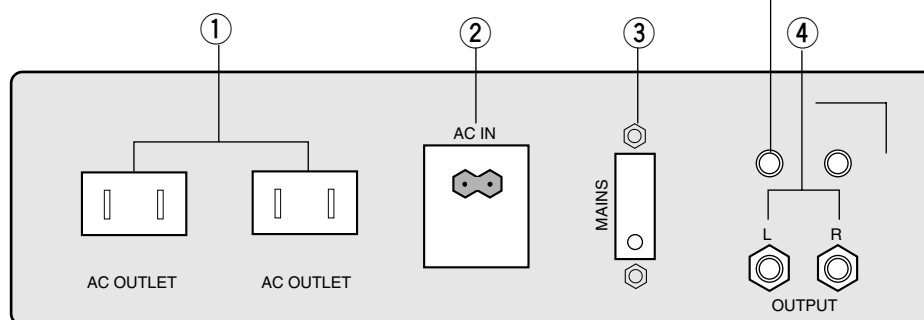 1
2
3
4
AC IN
MAINS
L R
AC OUTLET AC OUTLET
OUTPUT